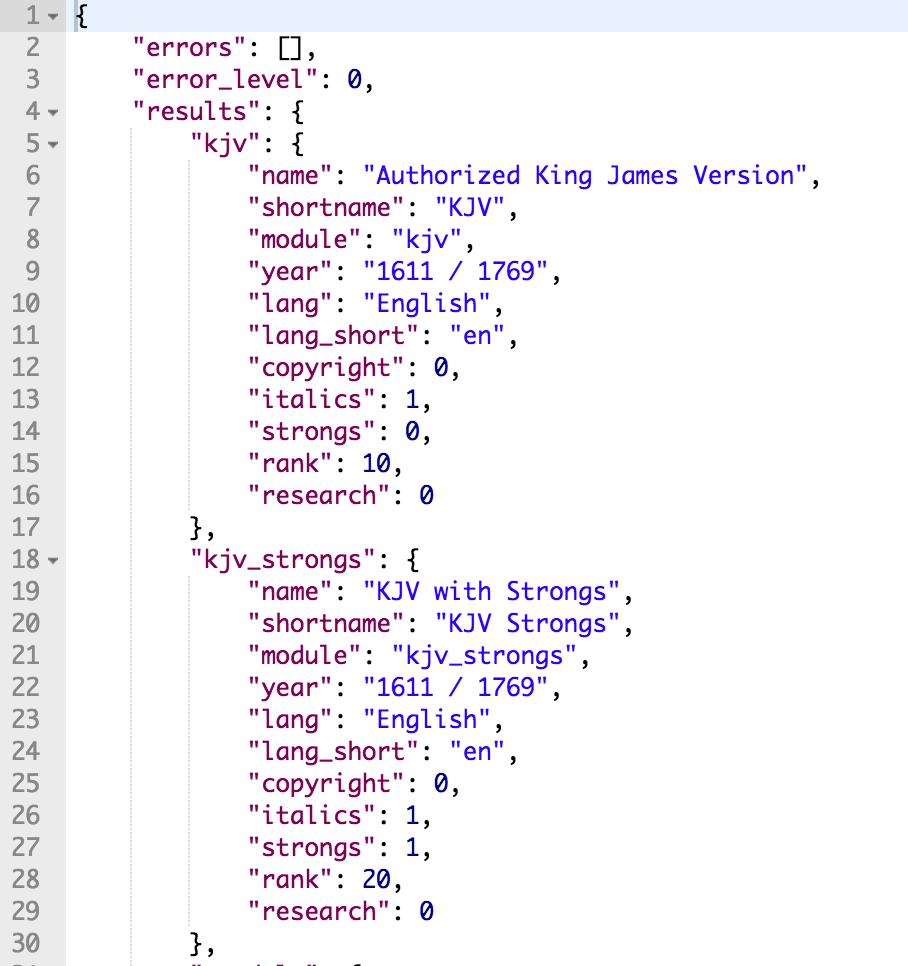 1 {
2 "errors": [],
3 "error_level": 0,
4 "results": {
5 "kjv": {
6 "name": "Authorized King James Version",
7 "shortname": "KJV",
8 "module": "kjv",
9 "year": "1611 / 1769",
10 "lang": "English",
11 "lang_short": "en",
12 "copyright": 0,
13 "italics": 1,
14 "strongs": 0,
15 "rank": 10,
16 "research": 0
17 },
18 "kjv_strongs": {
19 "name": "KJV with Strongs",
20 "shortname": "KJV Strongs",
21 "module": "kjv_strongs",
22 "year": "1611 / 1769",
23 "lang": "English",
24 "lang_short": "en",
25 "copyright": 0,
26 "italics": 1,
27 "strongs": 1,
28 "rank": 20,
29 "research": 0
30 },